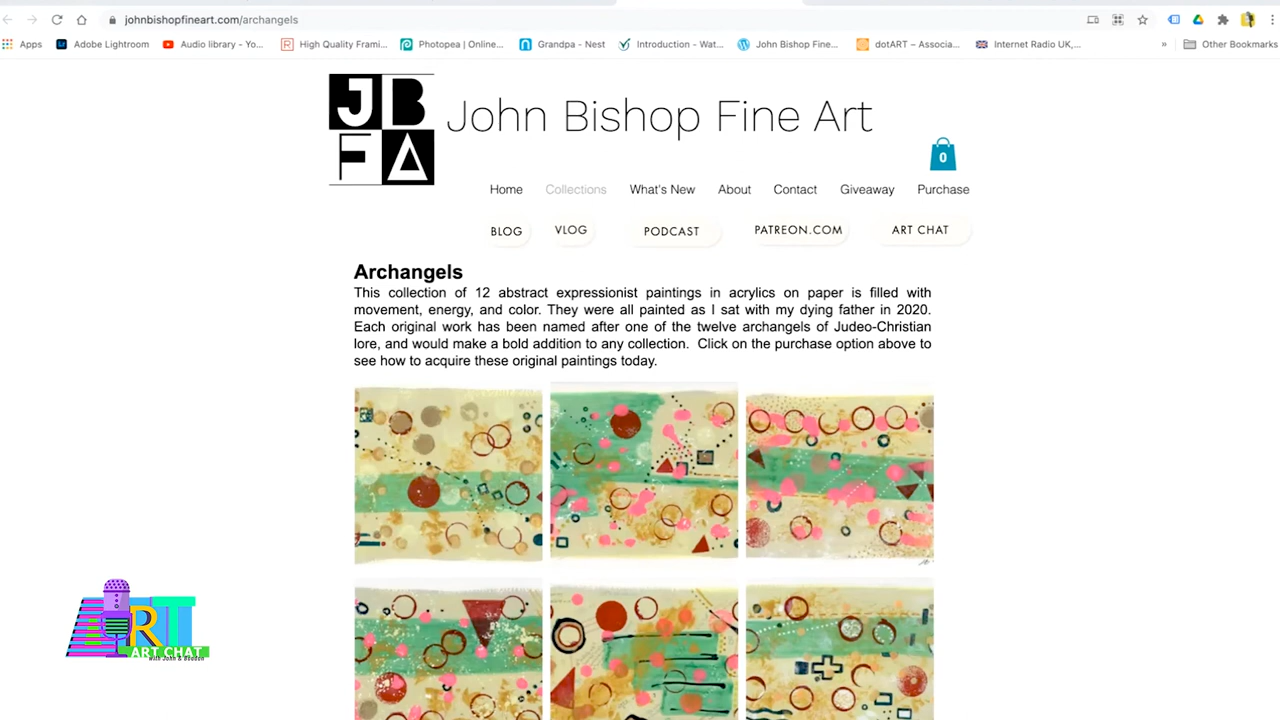 johnbishopfineart.com/archangels
Apps Adobe Lightroom Audio library - Yo... High Quality Frami... Photopea | Online... Grandpa - Nest Introduction - Wat... John Bishop Fine... dotART – Associa... Internet Radio UK,... » Other Bookmarks
JB
FA
John Bishop Fine Art
0
Home Collections What's New About Contact Giveaway Purchase
BLOG VLOG PODCAST PATREON.COM ART CHAT
Archangels
This collection of 12 abstract expressionist paintings in acrylics on paper is filled with
movement, energy, and color. They were all painted as I sat with my dying father in 2020.
Each original work has been named after one of the twelve archangels of Judeo-Christian
lore, and would make a bold addition to any collection. Click on the purchase option above to
see how to acquire these original paintings today.
ART
ART CHAT
with John &